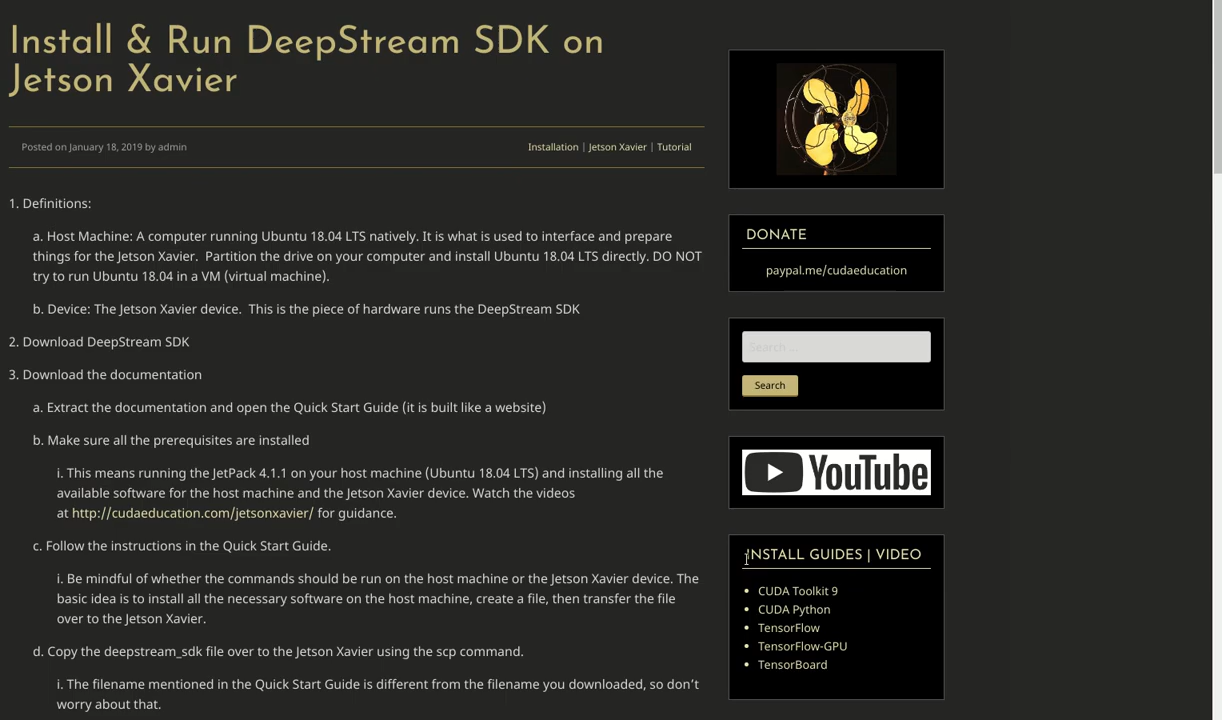 Install & Run DeepStream SDK on
Jetson Xavier
Posted on January 18, 2019 by admin
Installation | Jetson Xavier | Tutorial
1. Definitions:
a. Host Machine: A computer running Ubuntu 18.04 LTS natively. It is what is used to interface and prepare
things for the Jetson Xavier.  Partition the drive on your computer and install Ubuntu 18.04 LTS directly. DO NOT
try to run Ubuntu 18.04 in a VM (virtual machine).
b. Device: The Jetson Xavier device.  This is the piece of hardware runs the DeepStream SDK
2. Download DeepStream SDK
3. Download the documentation
a. Extract the documentation and open the Quick Start Guide (it is built like a website)
b. Make sure all the prerequisites are installed
i. This means running the JetPack 4.1.1 on your host machine (Ubuntu 18.04 LTS) and installing all the
available software for the host machine and the Jetson Xavier device. Watch the videos
at http://cudaeducation.com/jetsonxavier/ for guidance.
c. Follow the instructions in the Quick Start Guide.
i. Be mindful of whether the commands should be run on the host machine or the Jetson Xavier device. The
basic idea is to install all the necessary software on the host machine, create a file, then transfer the file
over to the Jetson Xavier.
d. Copy the deepstream_sdk file over to the Jetson Xavier using the scp command.
i. The filename mentioned in the Quick Start Guide is different from the filename you downloaded, so don't
worry about that.
DONATE
paypal.me/cudaeducation
Search ...
Search
YouTube
INSTALL GUIDES | VIDEO
• CUDA Toolkit 9
• CUDA Python
• TensorFlow
• TensorFlow-GPU
• TensorBoard